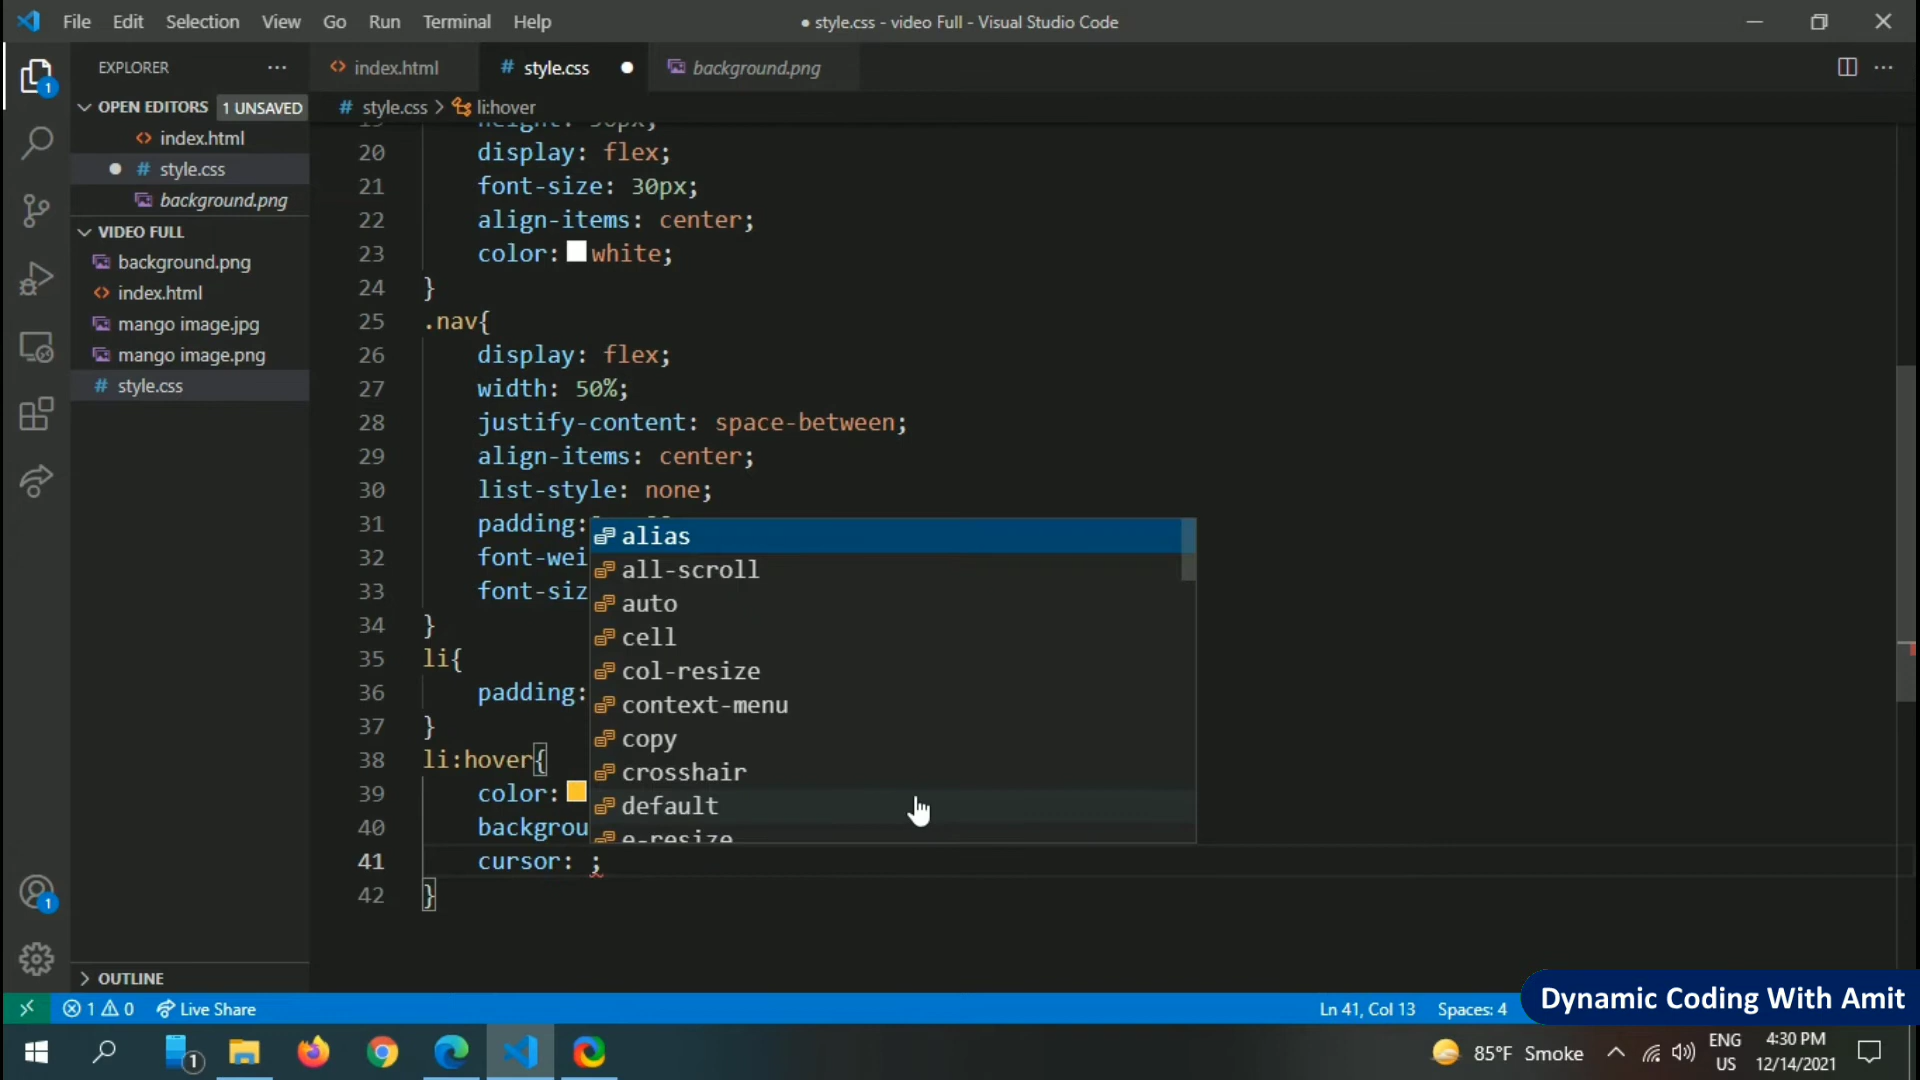 File Edit Selection View Go Run Terminal Help
● style.css - video Full - Visual Studio Code
EXPLORER
OPEN EDITORS 1 UNSAVED
index.html
style.css
background.png
VIDEO FULL
background.png
index.html
mango image.jpg
mango image.png
style.css
OUTLINE
index.html
style.css
background.png
style.css > li:hover
20 display: flex;
21 font-size: 30px;
22 align-items: center;
23 color: white;
24 }
25 .nav{
26 display: flex;
27 width: 50%;
28 justify-content: space-between;
29 align-items: center;
30 list-style: none;
31 padding:
32 font-wei
33 font-siz
34 }
35 li{
36 padding:
37 }
38 li:hover{
39 color:
40 backgrou
41 cursor: ;
42 }
alias
all-scroll
auto
cell
col-resize
context-menu
copy
crosshair
default
e-resize
1
1
1 0 Live Share
Ln 41, Col 13 Spaces: 4
Dynamic Coding With Amit
1
85°F Smoke
ENG
US
4:30 PM
12/14/2021